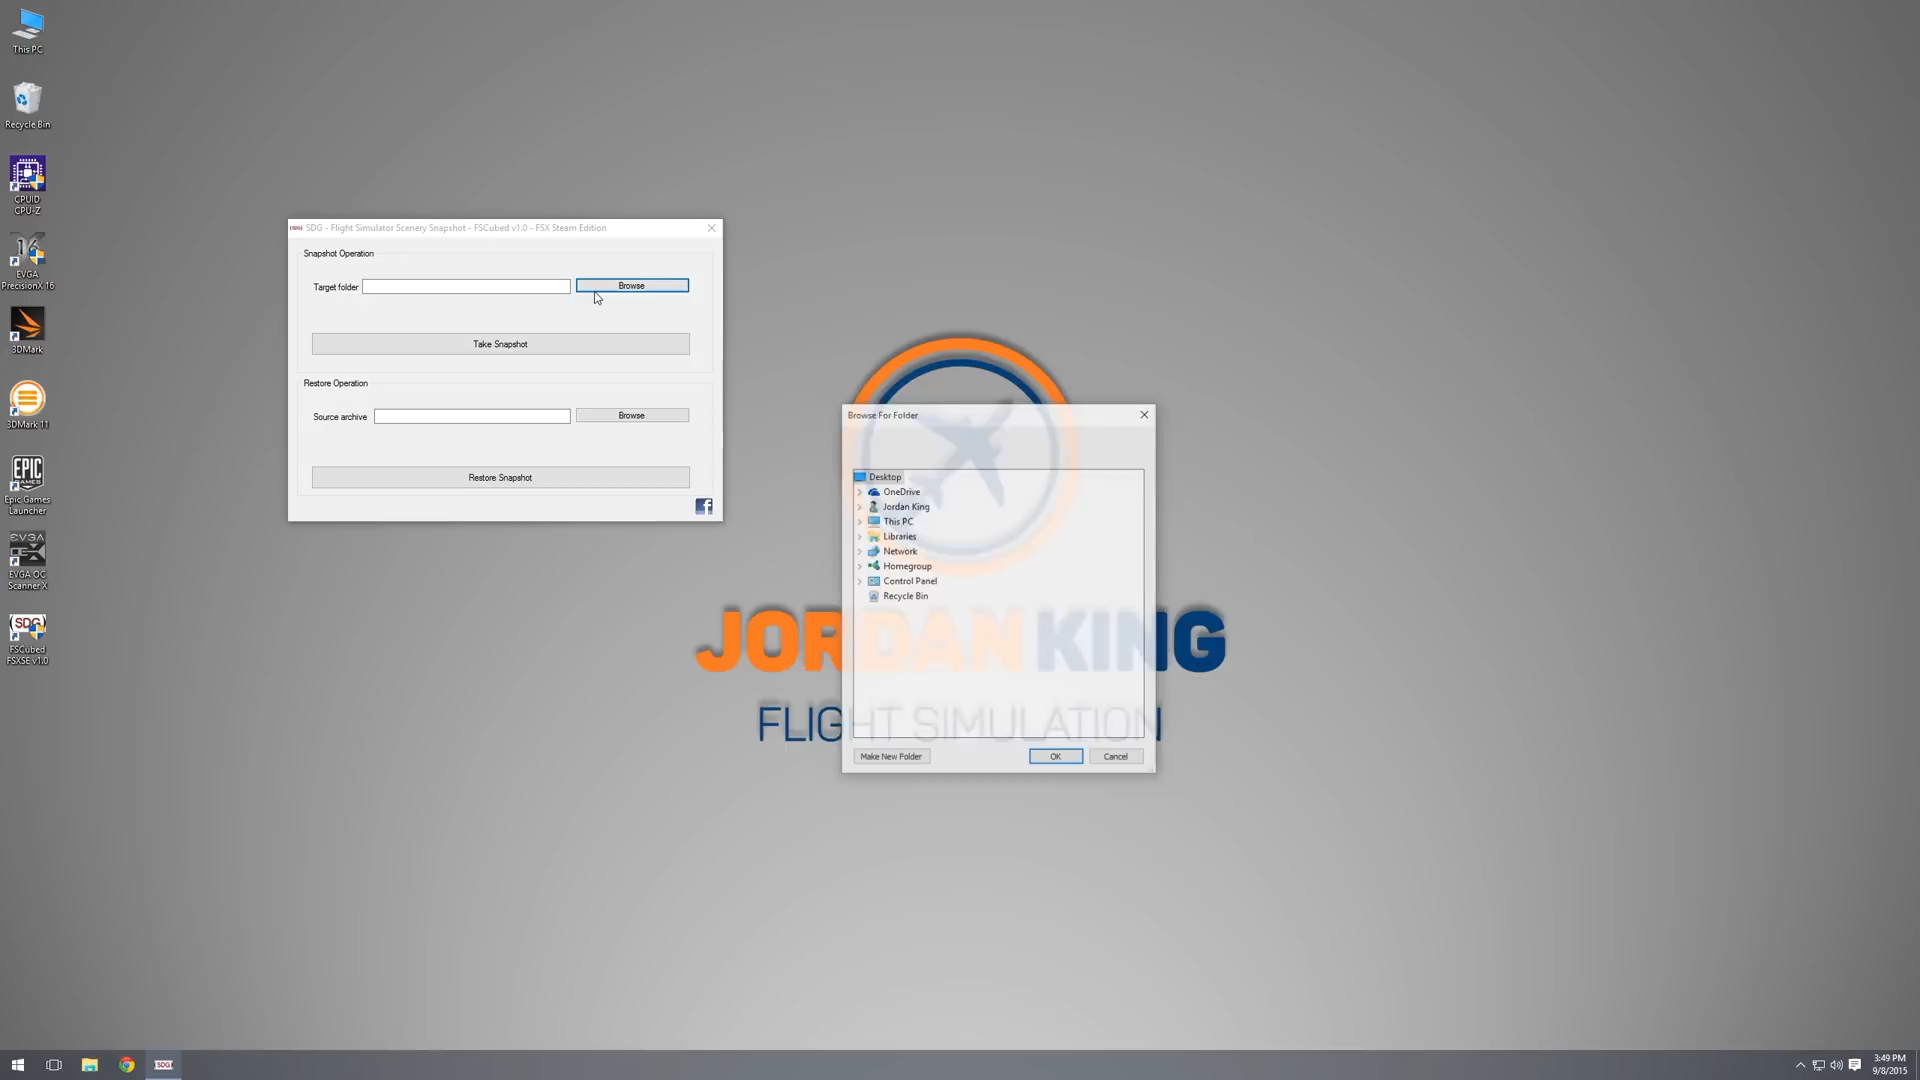 This PC
Recycle Bin
CPUID
CPU-Z
EVGA
PrecisionX 16
3DMark
3DMark 11
EPIC
GAMES
Epic Games
Launcher
EVGA
EVGA OC
Scanner X
SDG
FSCubed
FSXSE v1.0
SDG - Flight Simulator Scenery Snapshot - FSCubed v1.0 - FSX Steam Edition
Snapshot Operation
Target folder
Browse
Take Snapshot
Restore Operation
Source archive
Browse
Restore Snapshot
Browse For Folder
Desktop
OneDrive
Jordan King
This PC
Libraries
Network
Homegroup
Control Panel
Recycle Bin
Make New Folder
OK
Cancel
JORDAN KING
FLIGHT SIMULATION
SDG
3:49 PM
9/8/2015